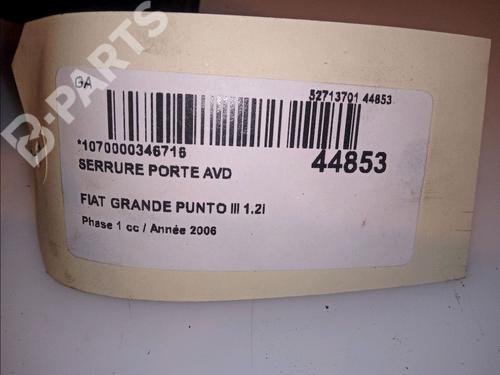 GA
52713701 44853
*1070000346716
44853
SERRURE PORTE AVD
FIAT GRANDE PUNTO III 1.2i
Phase 1 cc / Année 2006
B-PARTS